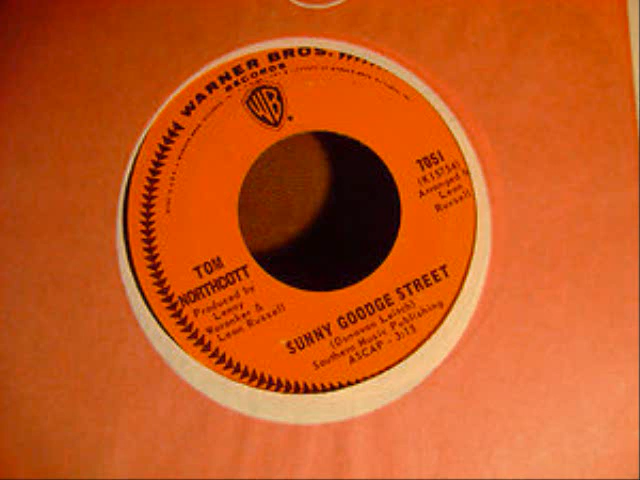 WARNER BROS.
RECORDS
WB
7051
(K15754)
Arranged
Leon
Russell
TOM
NORTHCOTT
Produced by
Lenny
Waronker &
Leon Russell
SUNNY GOODGE STREET
(Donovan Leitch)
Southern Music Publishing
ASCAP - 3:15